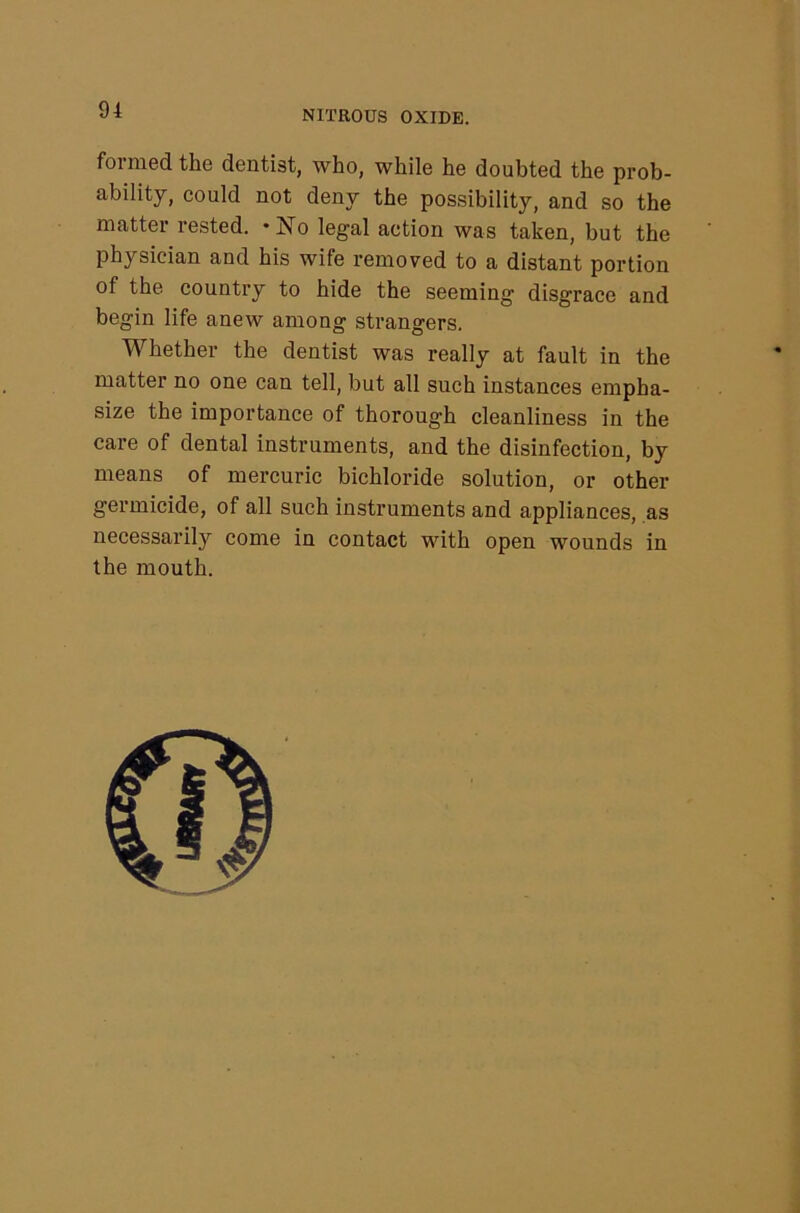 94
NITROUS OXIDE.
formed the dentist, who, while he doubted the prob-
ability, could not deny the possibility, and so the
matter rested. • No legal action was taken, but the
physician and his wife removed to a distant portion
of the country to hide the seeming disgrace and
begin life anew among strangers.
Whether the dentist was really at fault in the
matter no one can tell, but all such instances empha-
size the importance of thorough cleanliness in the
care of dental instruments, and the disinfection, by
means of mercuric bichloride solution, or other
germicide, of all such instruments and appliances, as
necessarily come in contact with open wounds in
the mouth.
LIBRARY